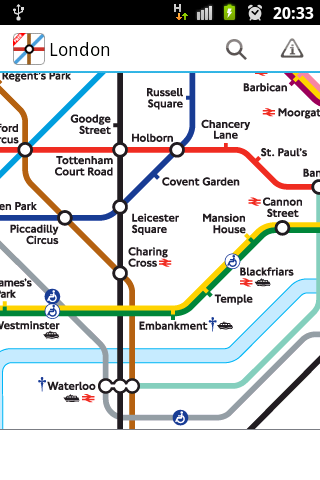 20:33
London
Regent's Park
Russell
Square
Barbican
Moorgat
Goodge
Street
Chancery
Lane
ford
rcus
Holborn
St. Paul's
Tottenham
Court Road
Ban
Covent Garden
en Park
Cannon
Street
Leicester
Square
Mansion
House
Piccadilly
Circus
Charing
Cross
Blackfriars
ames's
Park
Temple
Westminster
Embankment
Waterloo